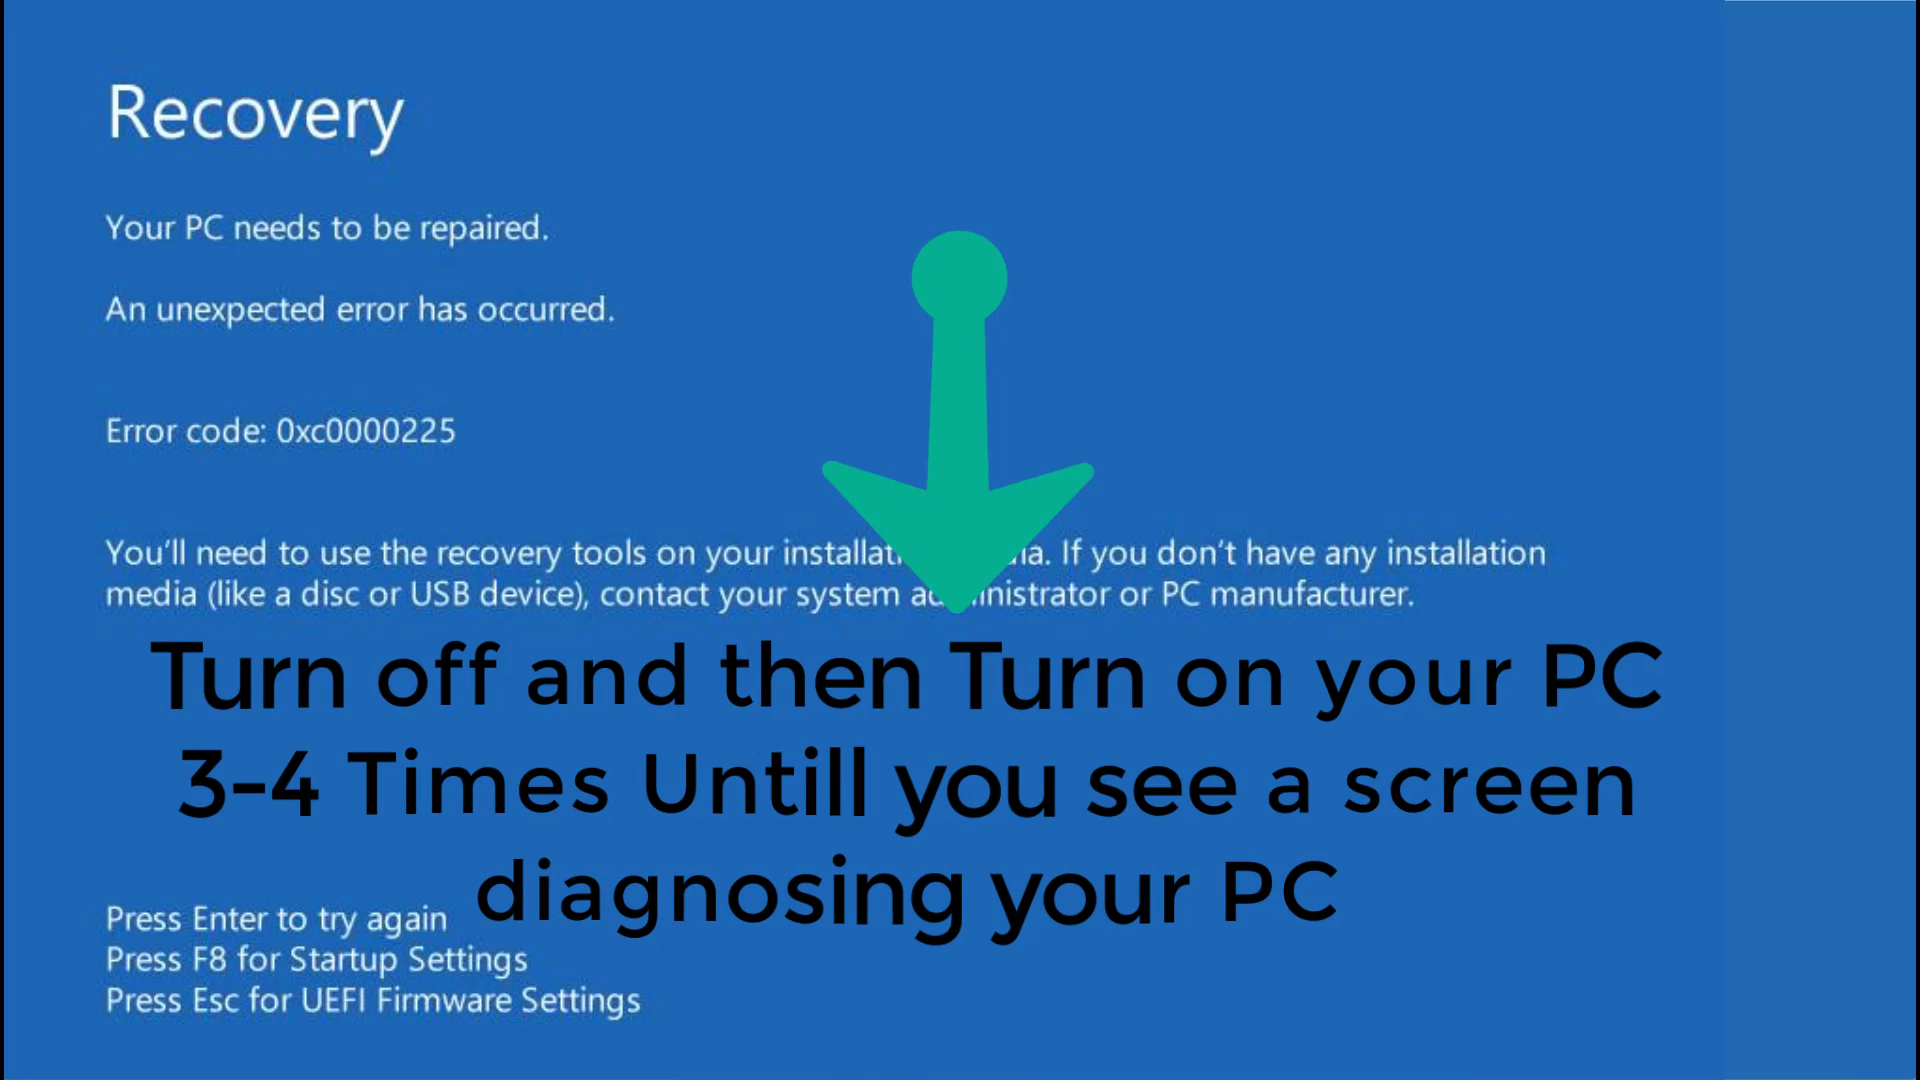 Recovery
Your PC needs to be repaired.
An unexpected error has occurred.
Error code: 0xc0000225
You'll need to use the recovery tools on your If you don't have any installation
media (like a disc or USB device), contact your system or PC manufacturer.
Turn off and then Turn on your PC
3-4 Times Untill you see a screen
diagnosing your PC
Press Enter to try again
Press F8 for Startup Settings
Press Esc for UEFI Firmware Settings